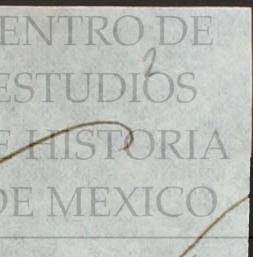 ENTRO DE
2
ESTUDIOS
E HISTORIA
DE MEXICO